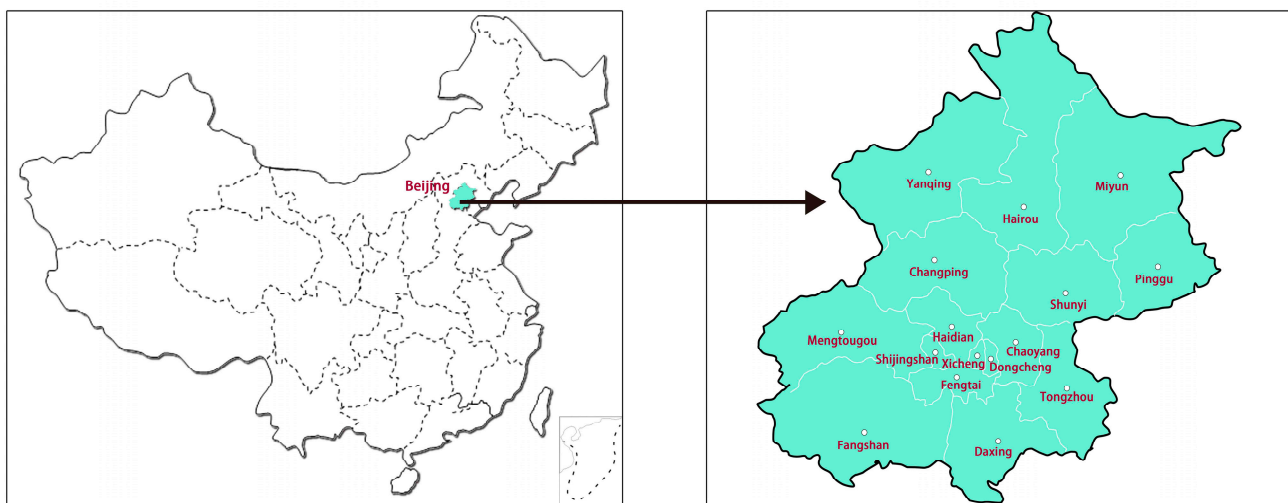 Beijing
Yanqing
Miyun
Hairou
Changping
Pinggu
Shunyi
Mengtougou
Haidian
Chaoyang
Shijingshan
Xicheng
Dongcheng
Fengtai
Tongzhou
Fangshan
Daxing